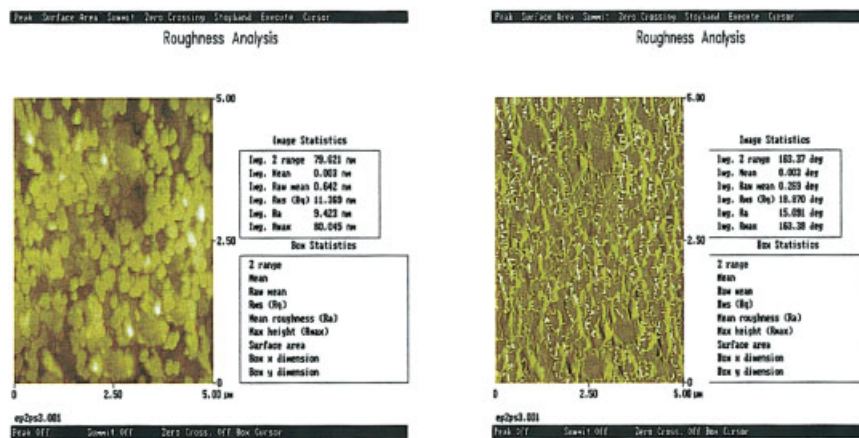 Peak Surface Area Summit Zero Crossing Stopband Execute Cursor
Roughness Analysis
5.00
2.50
0
0 2.50 5.00 µm
Image Statistics
Img. Z range 79.621 nm
Img. Mean 0.003 nm
Img. Raw mean 0.642 nm
Img. Rms (Rq) 11.369 nm
Img. Ra 9.423 nm
Img. Rmax 80.045 nm
Box Statistics
Z range
Mean
Raw mean
Rms (Rq)
Mean roughness (Ra)
Max height (Rmax)
Surface area
Box x dimension
Box y dimension
ep2ps3.001
Peak Off Summit Off Zero Cross. Off Box Cursor
Peak Surface Area Summit Zero Crossing Stopband Execute Cursor
Roughness Analysis
5.00
2.50
0
0 2.50 5.00 µm
Image Statistics
Img. Z range 163.37 deg
Img. Mean 0.003 deg
Img. Raw mean 0.269 deg
Img. Rms (Rq) 18.870 deg
Img. Ra 15.091 deg
Img. Rmax 163.38 deg
Box Statistics
Z range
Mean
Raw mean
Rms (Rq)
Mean roughness (Ra)
Max height (Rmax)
Surface area
Box x dimension
Box y dimension
ep2ps3.001
Peak Off Summit Off Zero Cross. Off Box Cursor